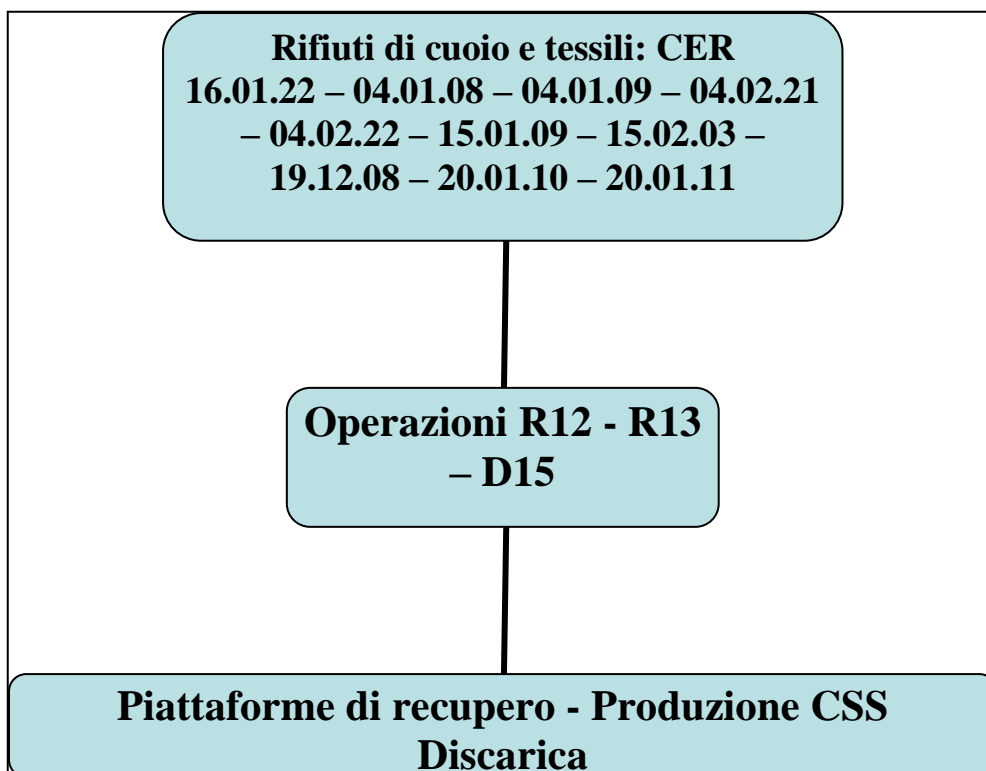 Rifiuti di cuoio e tessili: CER
16.01.22 – 04.01.08 – 04.01.09 – 04.02.21
– 04.02.22 – 15.01.09 – 15.02.03 –
19.12.08 – 20.01.10 – 20.01.11
Operazioni R12 - R13
– D15
Piattaforme di recupero - Produzione CSS
Discarica